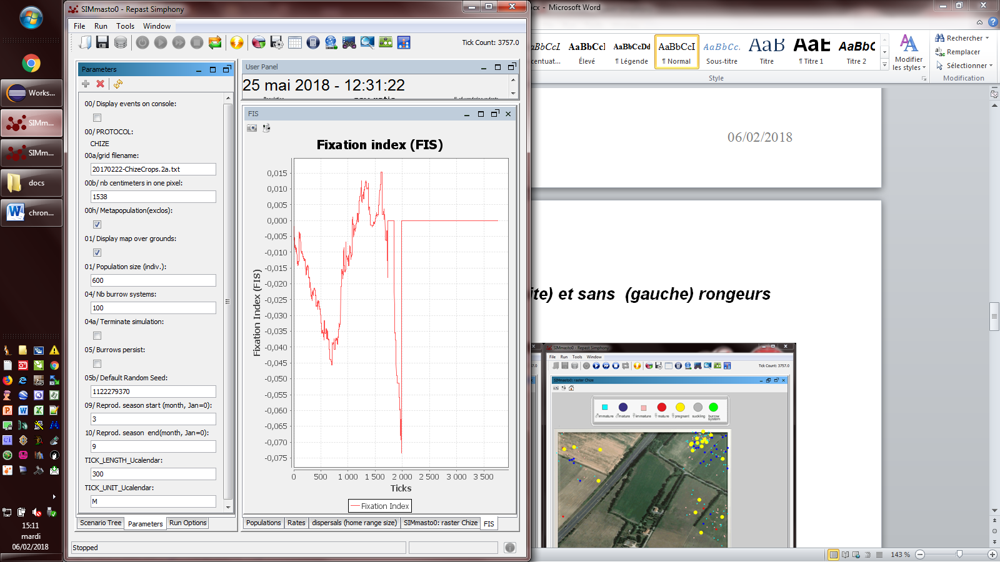 SIMmasto0 - Repast Simphony
File Run Tools Window
Tick Count: 3757.0
Parameters
00/ Display events on console:
00/ PROTOCOL:
CHIZE
00a/grid filename:
20170222-ChizeCrops.2a.txt
00b/ nb centimeters in one pixel:
1538
00h/ Metapopulation(exclos):
01/ Display map over grounds:
01/ Population size (indiv.):
600
04/ Nb burrow systems:
100
04a/ Terminate simulation:
05/ Burrows persist:
05b/ Default Random Seed:
1122279370
09/ Reprod. season start (month, Jan=0):
3
10/ Reprod. season end(month, Jan=0):
9
TICK_LENGTH_Ucalendar:
300
TICK_UNIT_Ucalendar:
M
Scenario Tree Parameters Run Options
Stopped
User Panel
25 mai 2018 - 12:31:22
FIS
Fixation index (FIS)
Fixation Index (FIS)
0,015
0,010
0,005
0,000
-0,005
-0,010
-0,015
-0,020
-0,025
-0,030
-0,035
-0,040
-0,045
-0,050
-0,055
-0,060
-0,065
-0,070
-0,075
0 500 1 000 1 500 2 000 2 500 3 000 3 500
Ticks
Fixation Index
Populations Rates dispersals (home range size) SIMmasto0: raster Chize FIS
cx - Microsoft Word
AaBbCcI AaBbCcDd AaBbCcI AaBbCc. AaB AaBbCc
centuat... Élevé ¶ Légende ¶ Normal Sous-titre Titre ¶ Titre 1 Titre 2
Modifier les styles
Style
Rechercher
Remplacer
Sélectionner
Modification
06/02/2018
ite) et sans (gauche) rongeurs
SIMmasto0 - Repast Simphony
File Run Tools Window
Tick Count: 3757.0
SIMmasto0: raster Chize
immature mature immature mature pregnant suckling burrow system
143 %
Works...
SIMm...
SIMm...
docs
chron...
15:11
mardi
06/02/2018